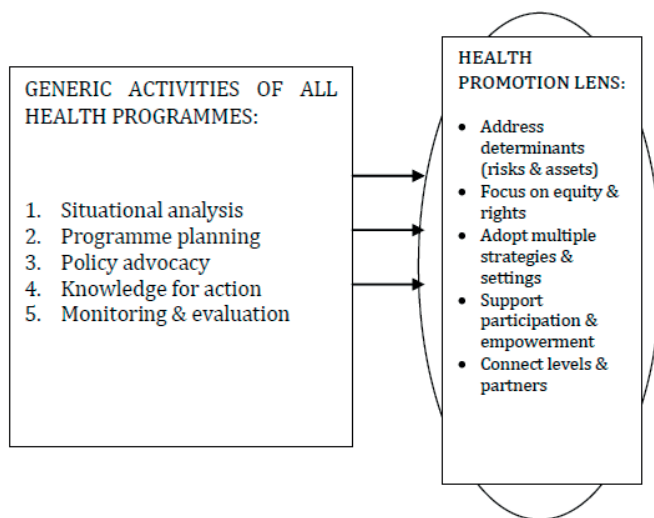 GENERIC ACTIVITIES OF ALL
HEALTH PROGRAMMES:
1. Situational analysis
2. Programme planning
3. Policy advocacy
4. Knowledge for action
5. Monitoring & evaluation
HEALTH
PROMOTION LENS:
• Address
determinants
(risks & assets)
• Focus on equity &
rights
• Adopt multiple
strategies &
settings
• Support
participation &
empowerment
• Connect levels &
partners